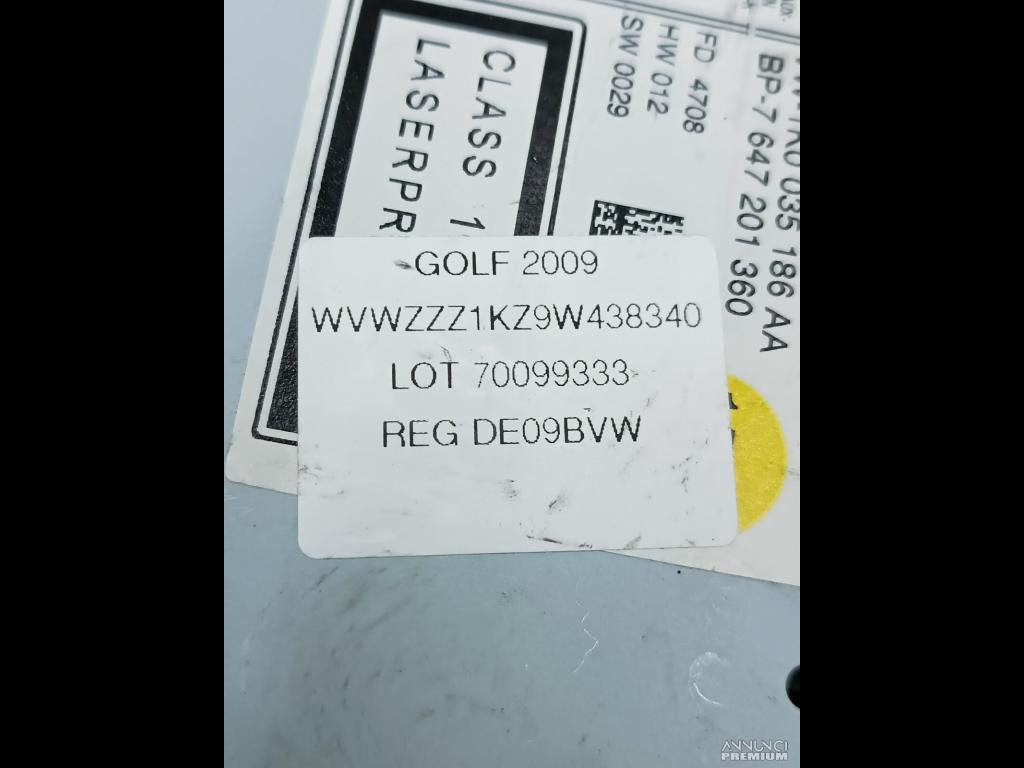 GOLF 2009
WVWZZZ1KZ9W438340
LOT 70099333
REG DE09BVW
CLASS 1
LASERPR
FD 4708
HW 012
SW 0029
035 186 AA
BP-7 647 201 360
ANNUNCI
PREMIUM